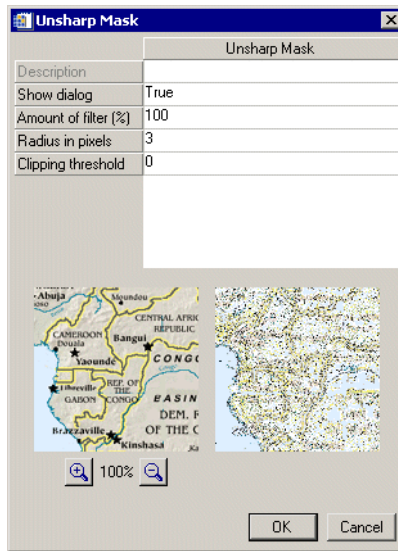 Unsharp Mask
Unsharp Mask
Description
Show dialog True
Amount of filter (%) 100
Radius in pixels 3
Clipping threshold 0
Abuja
Moundou
CENTRAL AFRIC
REPUBLIC
CAMEROON
Bangui
Douala
Yaounde
CONGO
Libreville
REP. OF
THE
CONGO
GABON
BASIN
DEM. R
OF THE C
Brazzaville
Kinshasa
100%
OK Cancel